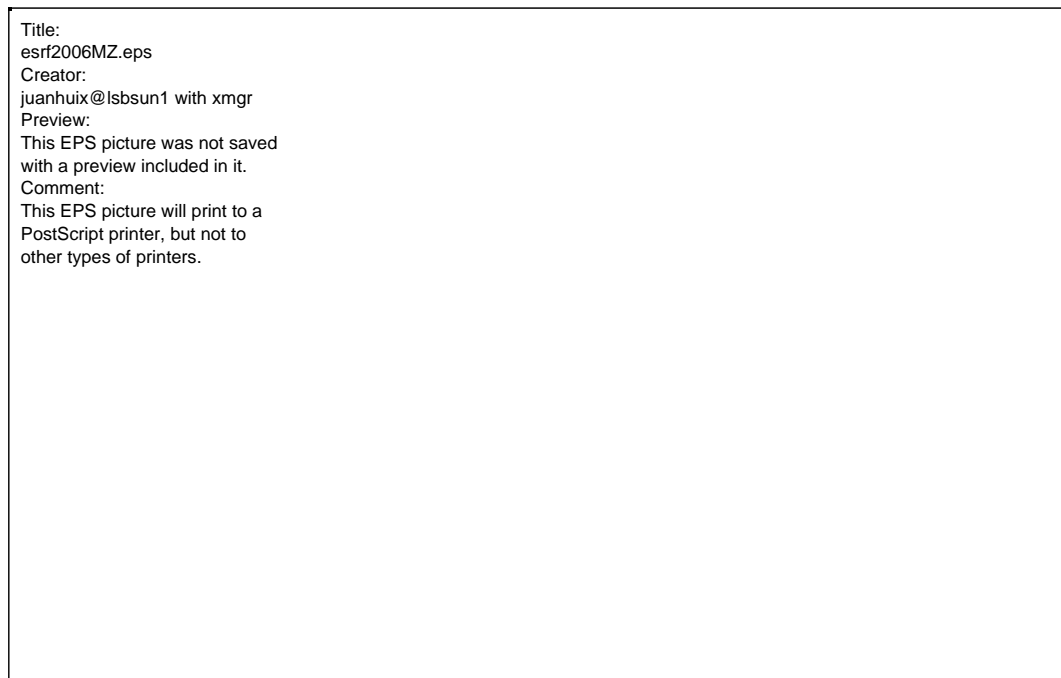 Title:
esrf2006MZ.eps
Creator:
juanhuix@lsbsun1 with xmgr
Preview:
This EPS picture was not saved
with a preview included in it.
Comment:
This EPS picture will print to a
PostScript printer, but not to
other types of printers.